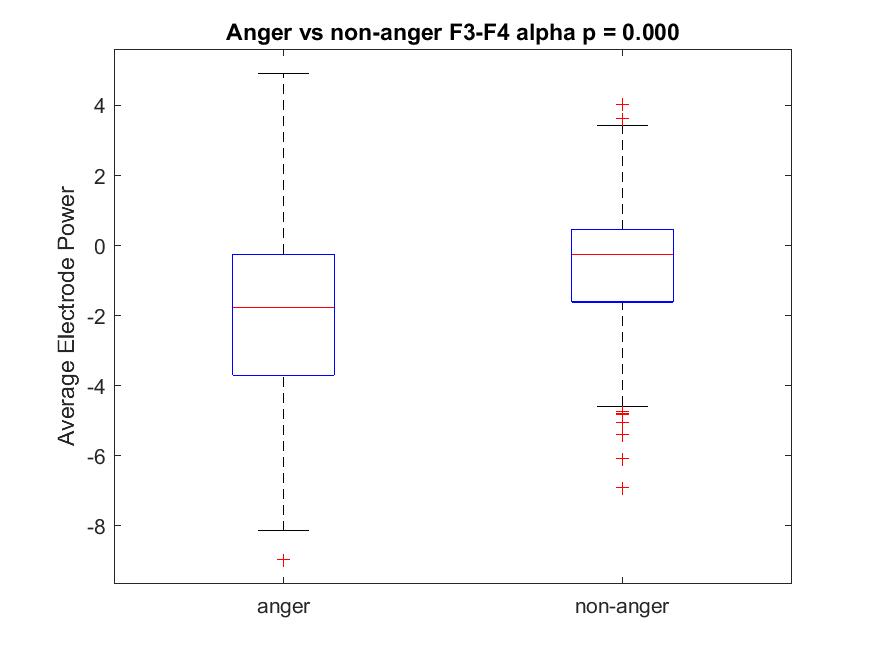 Anger vs non-anger F3-F4 alpha p = 0.000
Average Electrode Power
4
2
0
-2
-4
-6
-8
anger non-anger